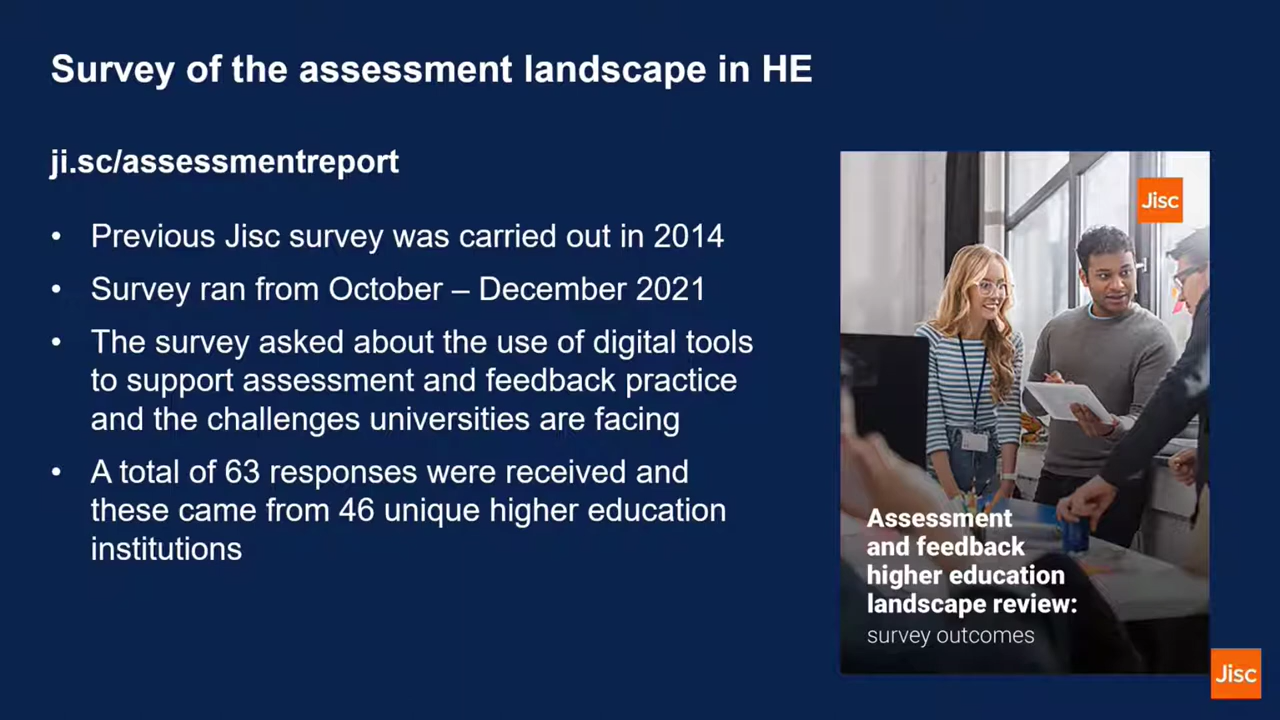 Survey of the assessment landscape in HE
ji.sc/assessmentreport
• Previous Jisc survey was carried out in 2014
• Survey ran from October – December 2021
• The survey asked about the use of digital tools
to support assessment and feedback practice
and the challenges universities are facing
• A total of 63 responses were received and
these came from 46 unique higher education
institutions
Jisc
Assessment
and feedback
higher education
landscape review:
survey outcomes
Jisc